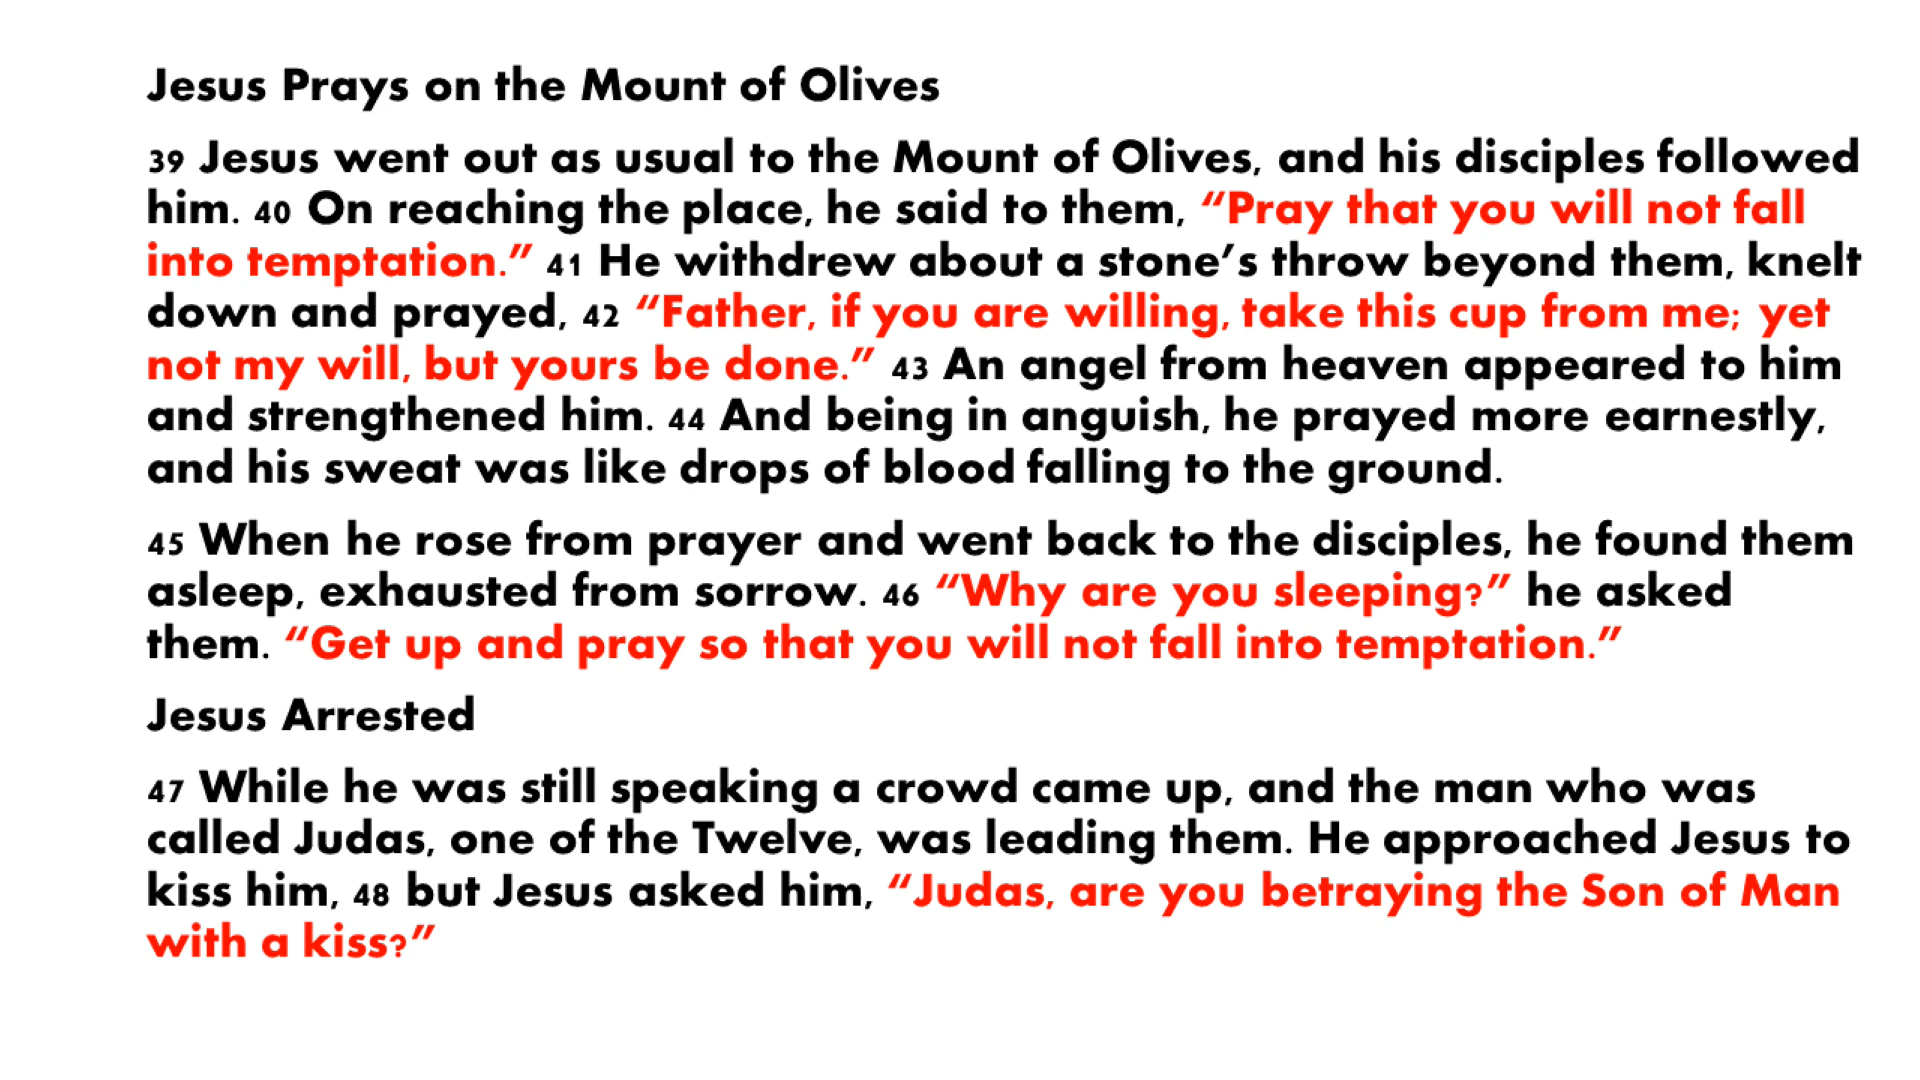 Jesus Prays on the Mount of Olives
39 Jesus went out as usual to the Mount of Olives, and his disciples followed
him. 40 On reaching the place, he said to them, “Pray that you will not fall
into temptation.” 41 He withdrew about a stone’s throw beyond them, knelt
down and prayed, 42 “Father, if you are willing, take this cup from me; yet
not my will, but yours be done.” 43 An angel from heaven appeared to him
and strengthened him. 44 And being in anguish, he prayed more earnestly,
and his sweat was like drops of blood falling to the ground.
45 When he rose from prayer and went back to the disciples, he found them
asleep, exhausted from sorrow. 46 “Why are you sleeping?” he asked
them. “Get up and pray so that you will not fall into temptation.”
Jesus Arrested
47 While he was still speaking a crowd came up, and the man who was
called Judas, one of the Twelve, was leading them. He approached Jesus to
kiss him, 48 but Jesus asked him, “Judas, are you betraying the Son of Man
with a kiss?”